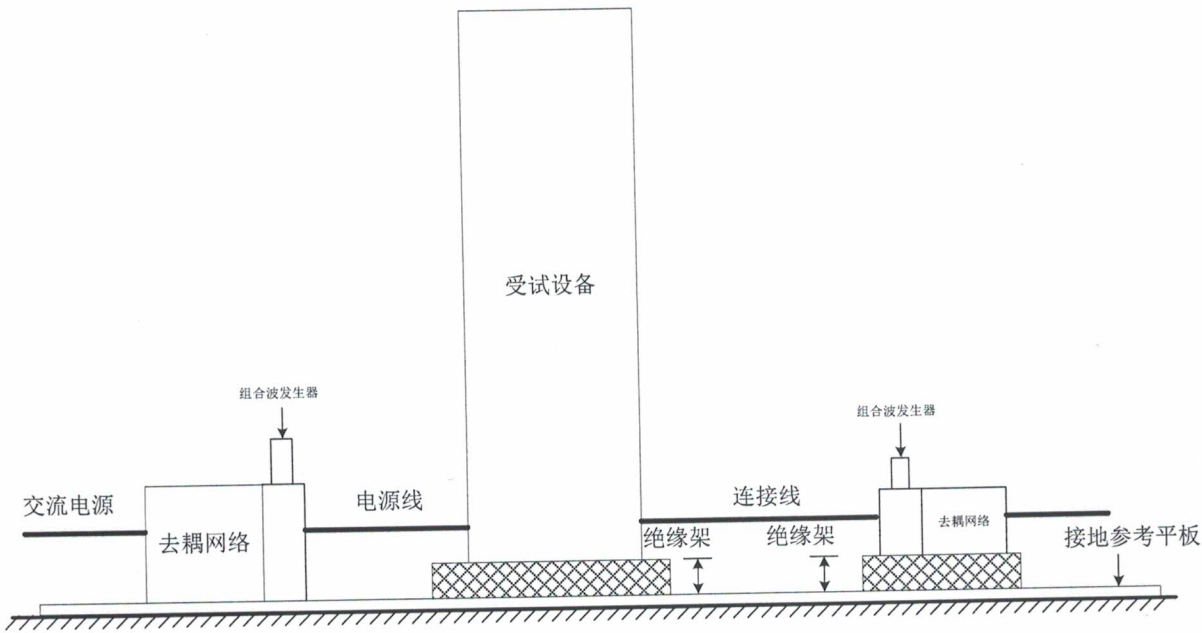 受试设备
组合波发生器
组合波发生器
交流电源
电源线
连接线
去耦网络
去耦网络
绝缘架
绝缘架
接地参考平板